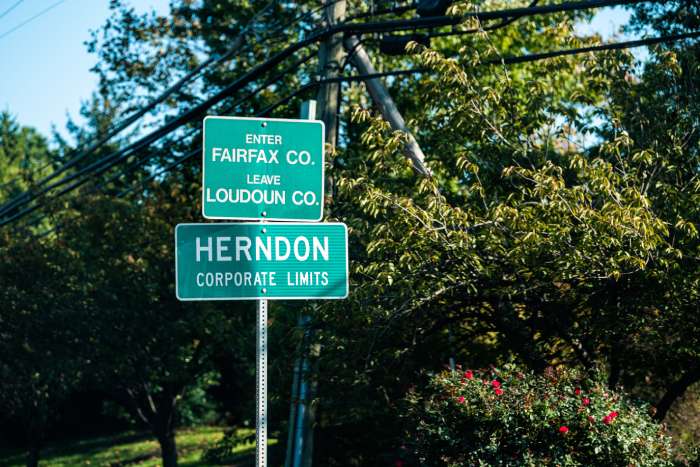 ENTER
FAIRFAX CO.
LEAVE
LOUDOUN CO.
HERNDON
CORPORATE LIMITS